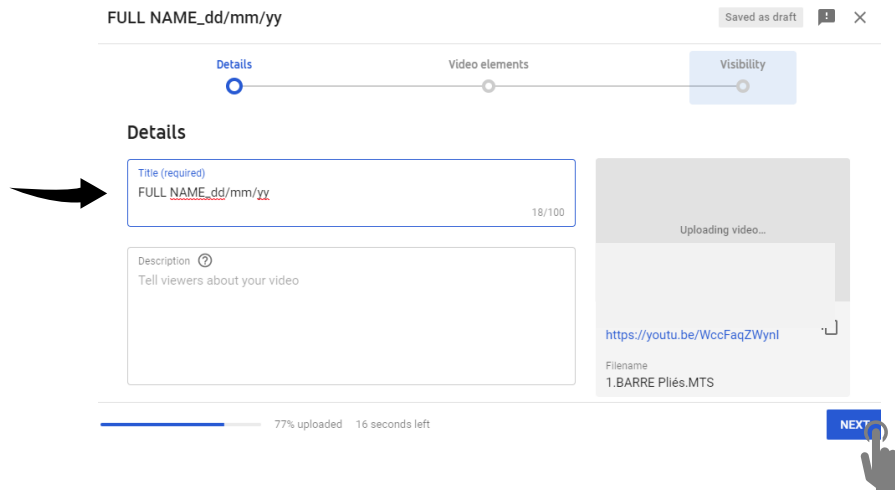 FULL NAME_dd/mm/yy
Saved as draft
Details
Video elements
Visibility
Details
Title (required)
FULL NAME_dd/mm/yy
18/100
Description
Tell viewers about your video
Uploading video...
https://youtu.be/WccFaqZWynI
Filename
1.BARRE Pliés.MTS
77% uploaded 16 seconds left
NEXT